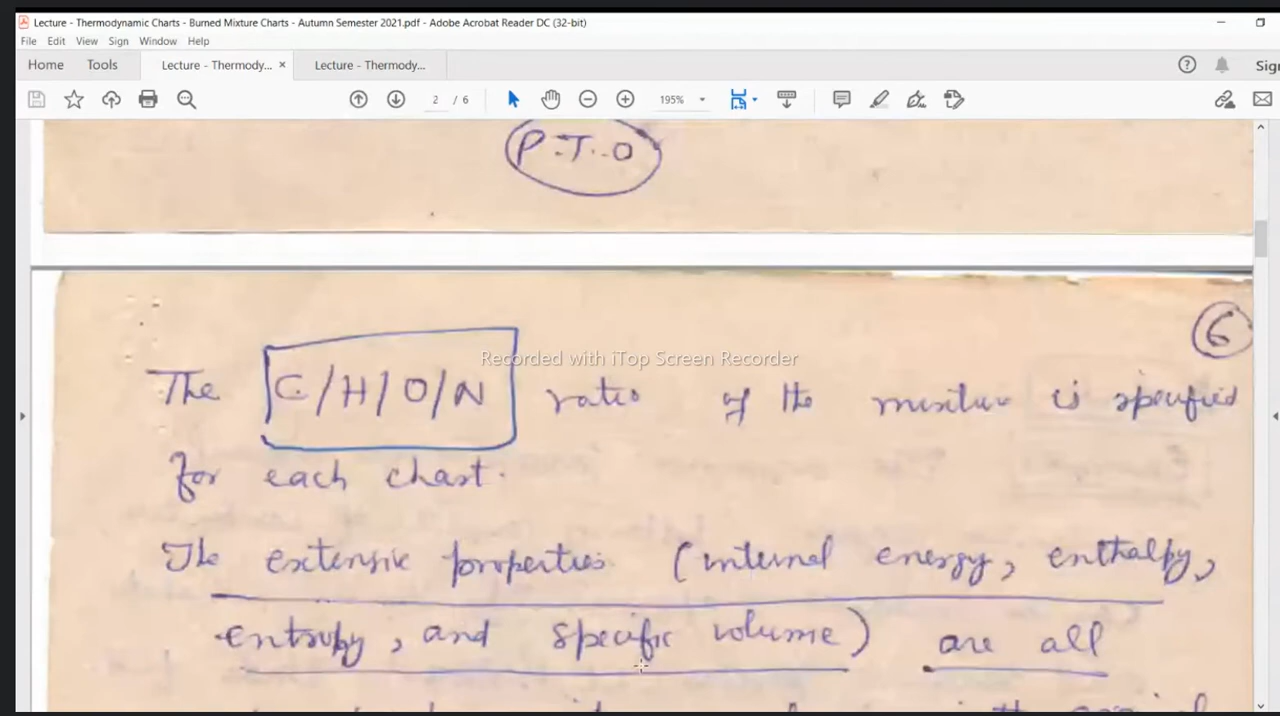 Lecture - Thermodynamic Charts - Burned Mixture Charts - Autumn Semester 2021.pdf - Adobe Acrobat Reader DC (32-bit)
File Edit View Sign Window Help
Home Tools Lecture - Thermody... × Lecture - Thermody... Sign
2 / 6 195%
P.T.O
6
Recorded with iTop Screen Recorder
The C/H/O/N ratio of the mixture is specified
for each chart.
The extensive properties (internal energy, enthalpy,
entropy, and specific volume) are all